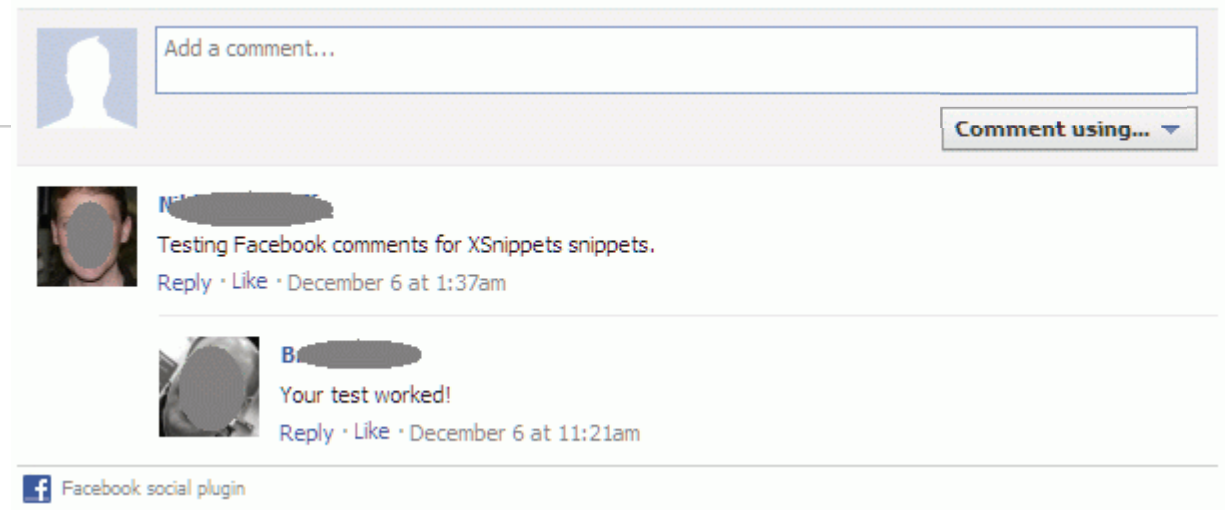 Add a comment...
Comment using...
Testing Facebook comments for XSnippets snippets.
Reply · Like · December 6 at 1:37am
Your test worked!
Reply · Like · December 6 at 11:21am
Facebook social plugin